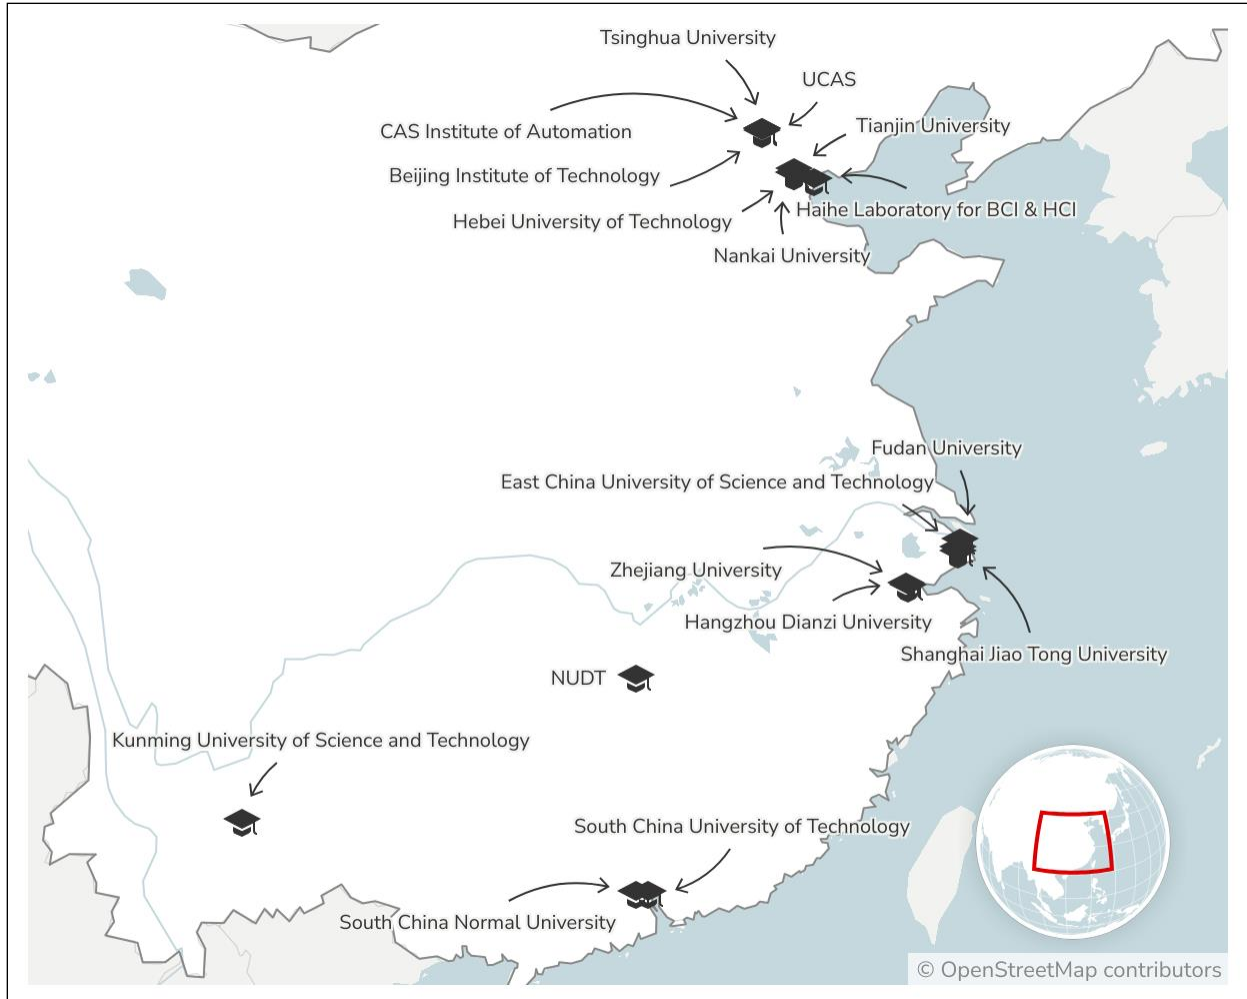 Tsinghua University
UCAS
CAS Institute of Automation
Tianjin University
Beijing Institute of Technology
Haihe Laboratory for BCI & HCI
Hebei University of Technology
Nankai University
Fudan University
East China University of Science and Technology
Zhejiang University
Hangzhou Dianzi University
Shanghai Jiao Tong University
NUDT
Kunming University of Science and Technology
South China University of Technology
South China Normal University
© OpenStreetMap contributors